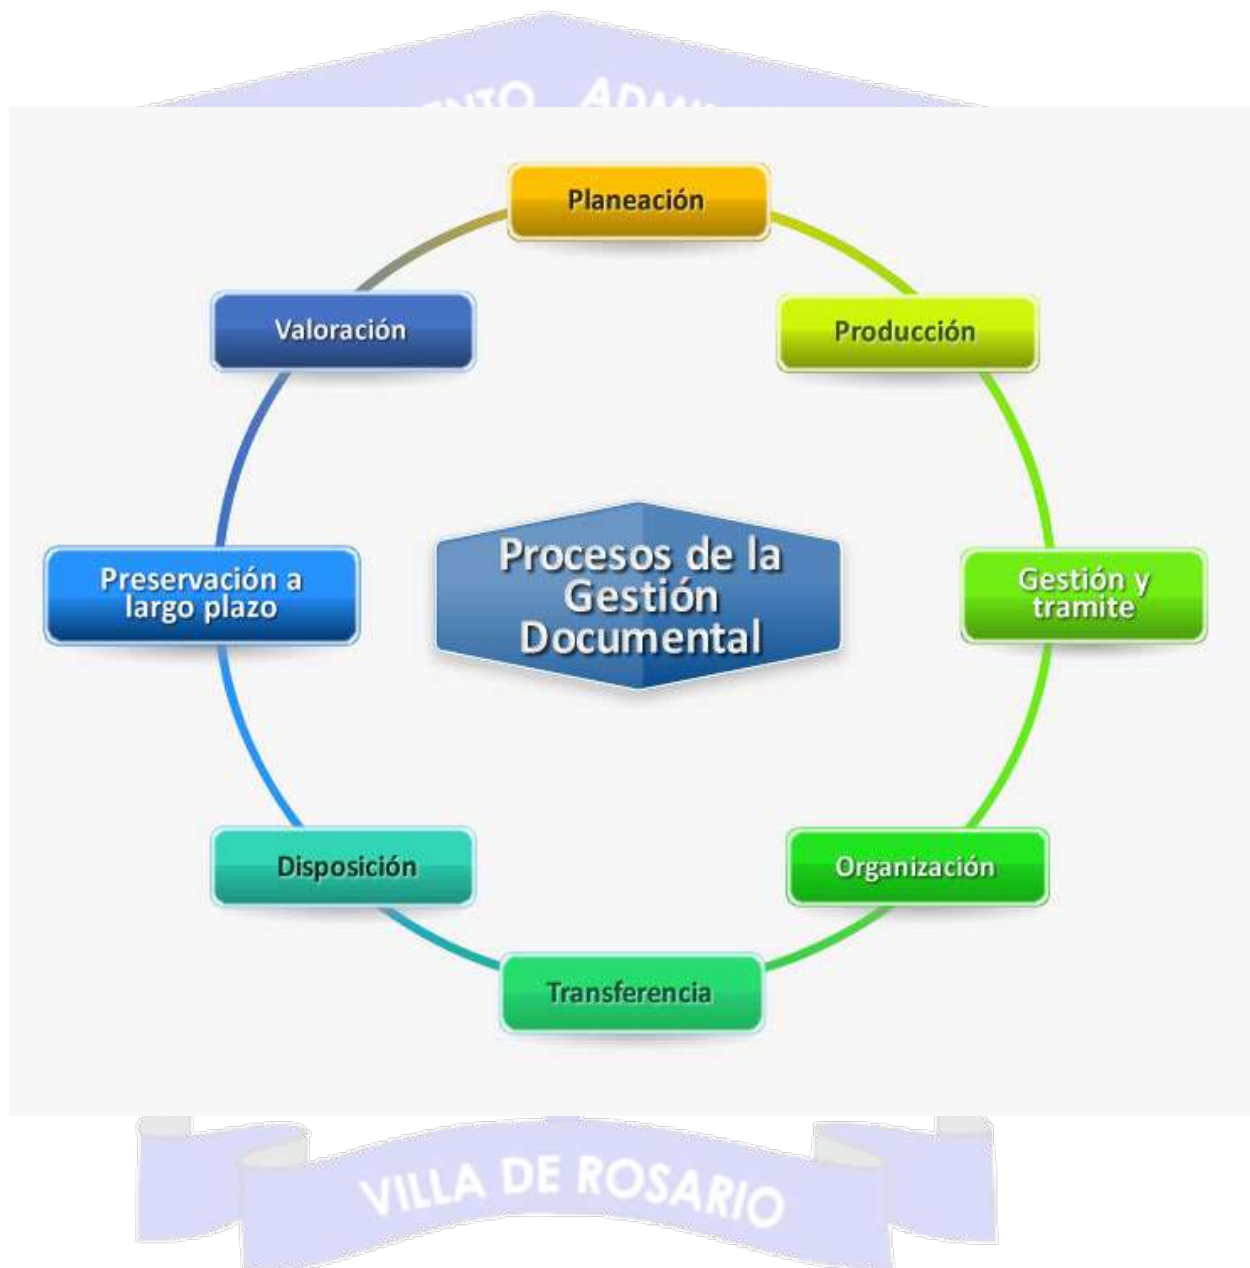 Planeación
Valoración
Producción
Preservación a
largo plazo
Procesos de la
Gestión
Documental
Gestión y
tramite
Disposición
Organización
Transferencia
VILLA DE ROSARIO